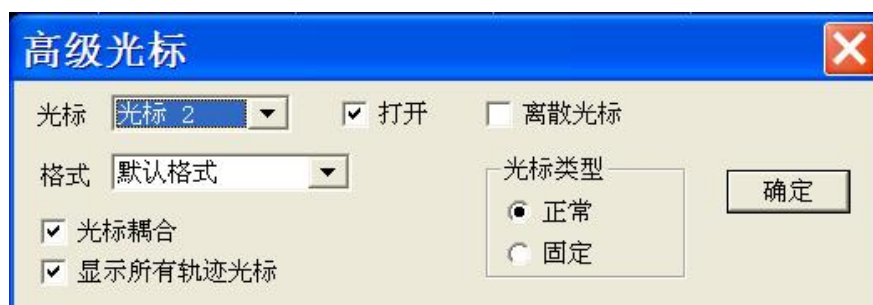 高级光标
光标 光标 2 打开 离散光标
格式 默认格式 光标类型
正常 确定
光标耦合 固定
显示所有轨迹光标